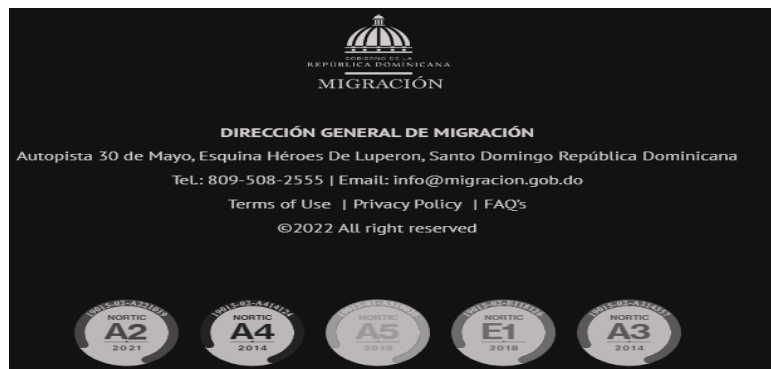 GOBIERNO DE LA
REPÚBLICA DOMINICANA
MIGRACIÓN
DIRECCIÓN GENERAL DE MIGRACIÓN
Autopista 30 de Mayo, Esquina Héroes De Luperon, Santo Domingo República Dominicana
Tel.: 809-508-2555 | Email: info@migracion.gob.do
Terms of Use | Privacy Policy | FAQ's
©2022 All right reserved
NORTIC
A2
2021
NORTIC
A4
2014
NORTIC
A5
2019
NORTIC
E1
2018
NORTIC
A3
2014